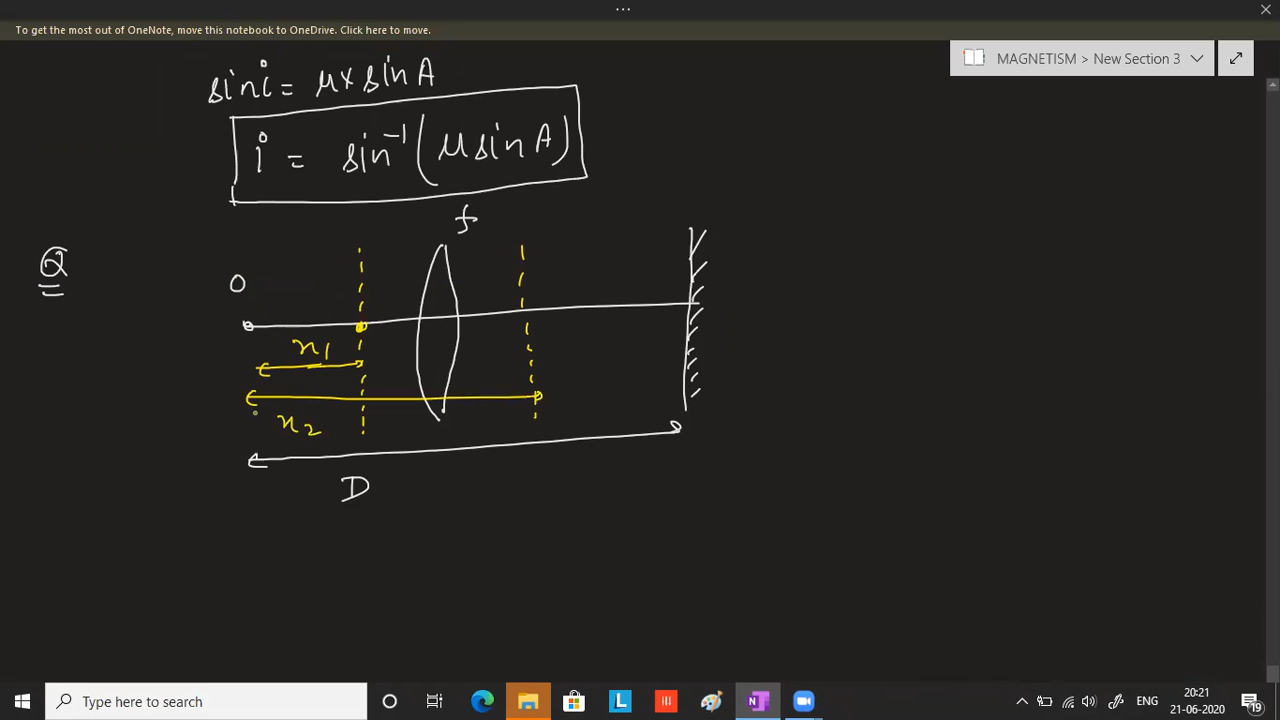 ...
To get the most out of OneNote, move this notebook to OneDrive. Click here to move.
MAGNETISM > New Section 3
sin i = μ x sin A
i = sin⁻¹ (μ sin A)
f
Q
O
x1
x2
D
Type here to search
L
ENG
20:21
21-06-2020
19